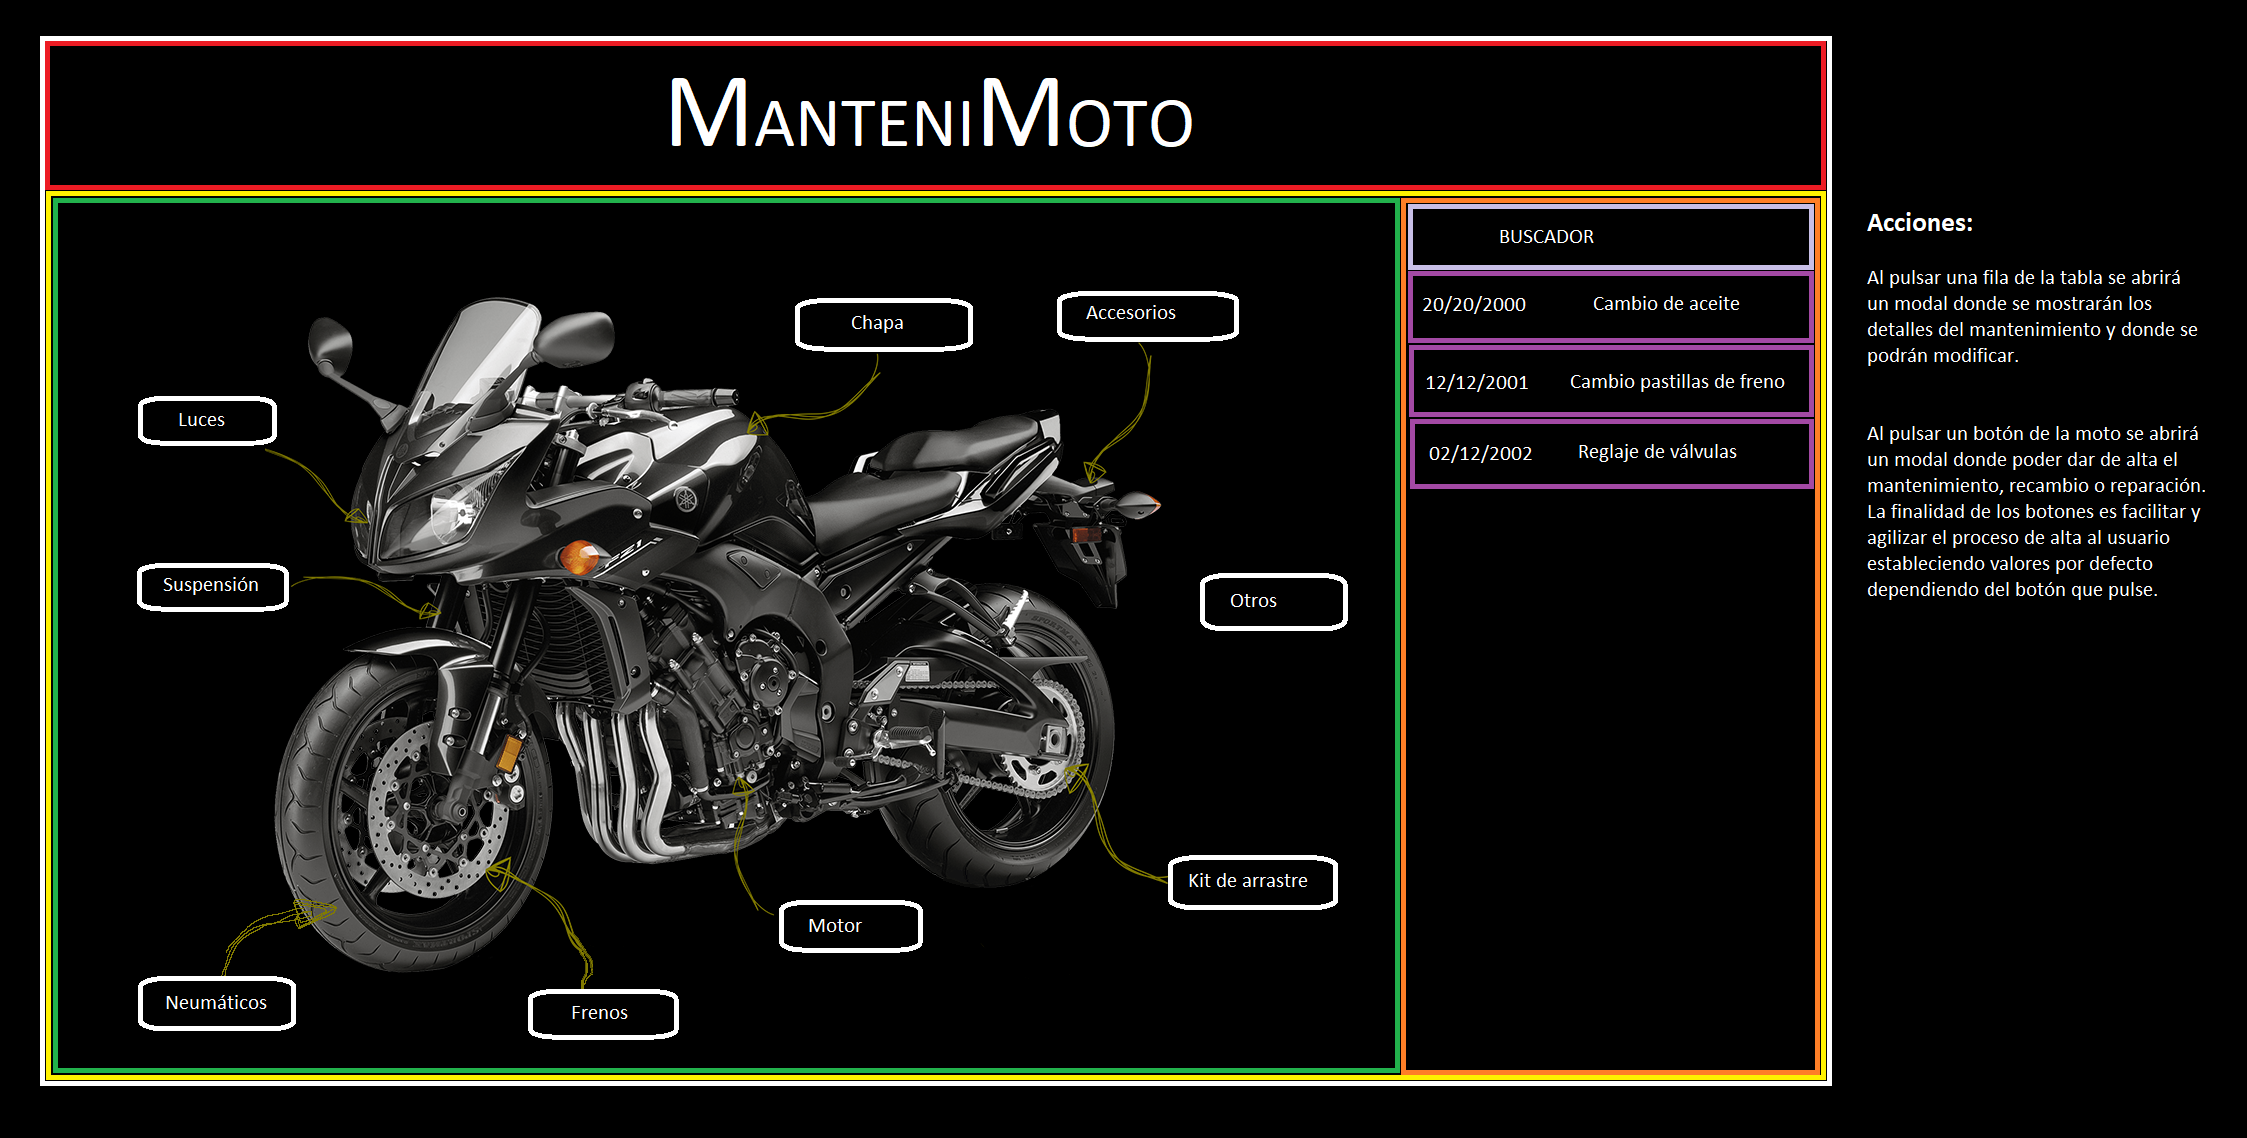 MANTENIMOTO
Chapa
Accesorios
Luces
Suspensión
Otros
Kit de arrastre
Motor
Neumáticos
Frenos
BUSCADOR
20/20/2000 Cambio de aceite
12/12/2001 Cambio pastillas de freno
02/12/2002 Reglaje de válvulas
Acciones:
Al pulsar una fila de la tabla se abrirá
un modal donde se mostrarán los
detalles del mantenimiento y donde se
podrán modificar.
Al pulsar un botón de la moto se abrirá
un modal donde poder dar de alta el
mantenimiento, recambio o reparación.
La finalidad de los botones es facilitar y
agilizar el proceso de alta al usuario
estableciendo valores por defecto
dependiendo del botón que pulse.